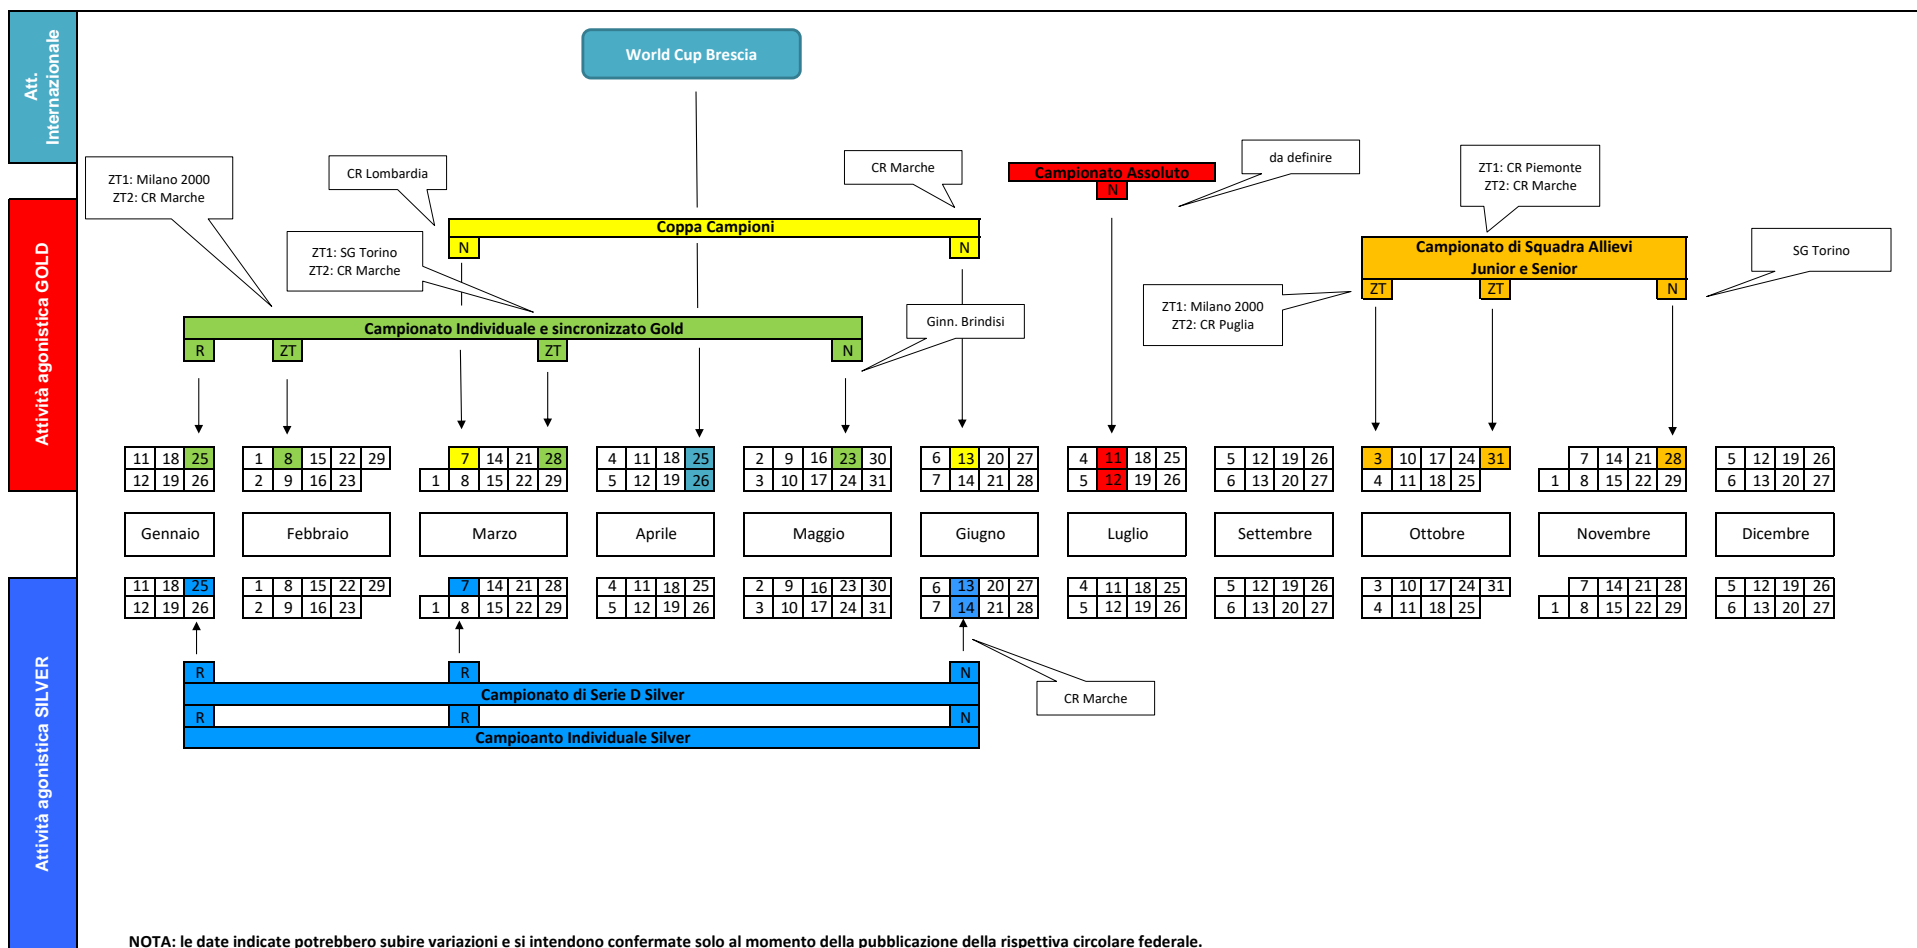 Att.
Internazionale
World Cup Brescia
Attività agonistica GOLD
ZT1: Milano 2000
ZT2: CR Marche
CR Lombardia
CR Marche
Campionato Assoluto
N
da definire
ZT1: CR Piemonte
ZT2: CR Marche
Coppa Campioni
N N
ZT1: SG Torino
ZT2: CR Marche
Campionato di Squadra Allievi
Junior e Senior
ZT ZT N
SG Torino
ZT1: Milano 2000
ZT2: CR Puglia
Campionato Individuale e sincronizzato Gold
R ZT ZT N
Ginn. Brindisi
11 18 25 1 8 15 22 29 7 14 21 28 4 11 18 25 2 9 16 23 30 6 13 20 27 4 11 18 25 5 12 19 26 3 10 17 24 31 7 14 21 28 5 12 19 26
12 19 26 2 9 16 23 1 8 15 22 29 5 12 19 26 3 10 17 24 31 7 14 21 28 5 12 19 26 6 13 20 27 4 11 18 25 1 8 15 22 29 6 13 20 27
Gennaio Febbraio Marzo Aprile Maggio Giugno Luglio Settembre Ottobre Novembre Dicembre
Attività agonistica SILVER
11 18 25 1 8 15 22 29 7 14 21 28 4 11 18 25 2 9 16 23 30 6 13 20 27 4 11 18 25 5 12 19 26 3 10 17 24 31 7 14 21 28 5 12 19 26
12 19 26 2 9 16 23 1 8 15 22 29 5 12 19 26 3 10 17 24 31 7 14 21 28 5 12 19 26 6 13 20 27 4 11 18 25 1 8 15 22 29 6 13 20 27
R R N
Campionato di Serie D Silver
R R N
Campioanto Individuale Silver
CR Marche
NOTA: le date indicate potrebbero subire variazioni e si intendono confermate solo al momento della pubblicazione della rispettiva circolare federale.